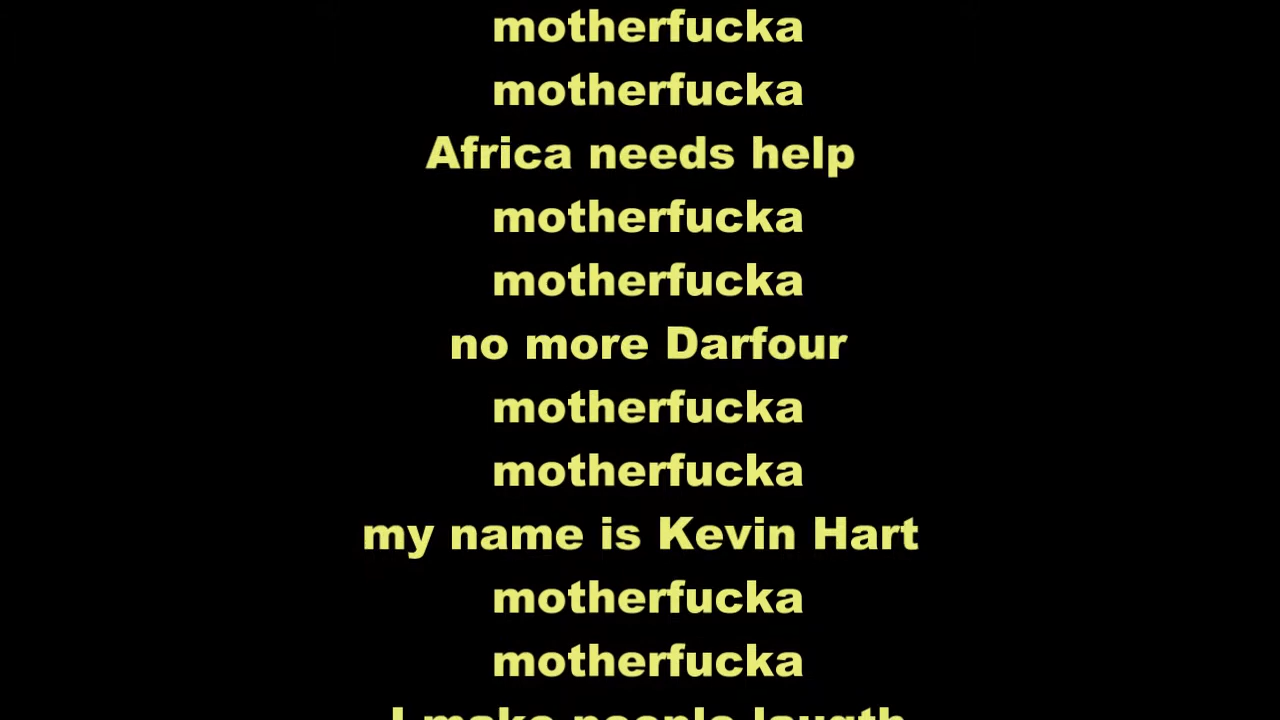 motherfucka
motherfucka
Africa needs help
motherfucka
motherfucka
no more Darfour
motherfucka
motherfucka
my name is Kevin Hart
motherfucka
motherfucka
I make people laugth